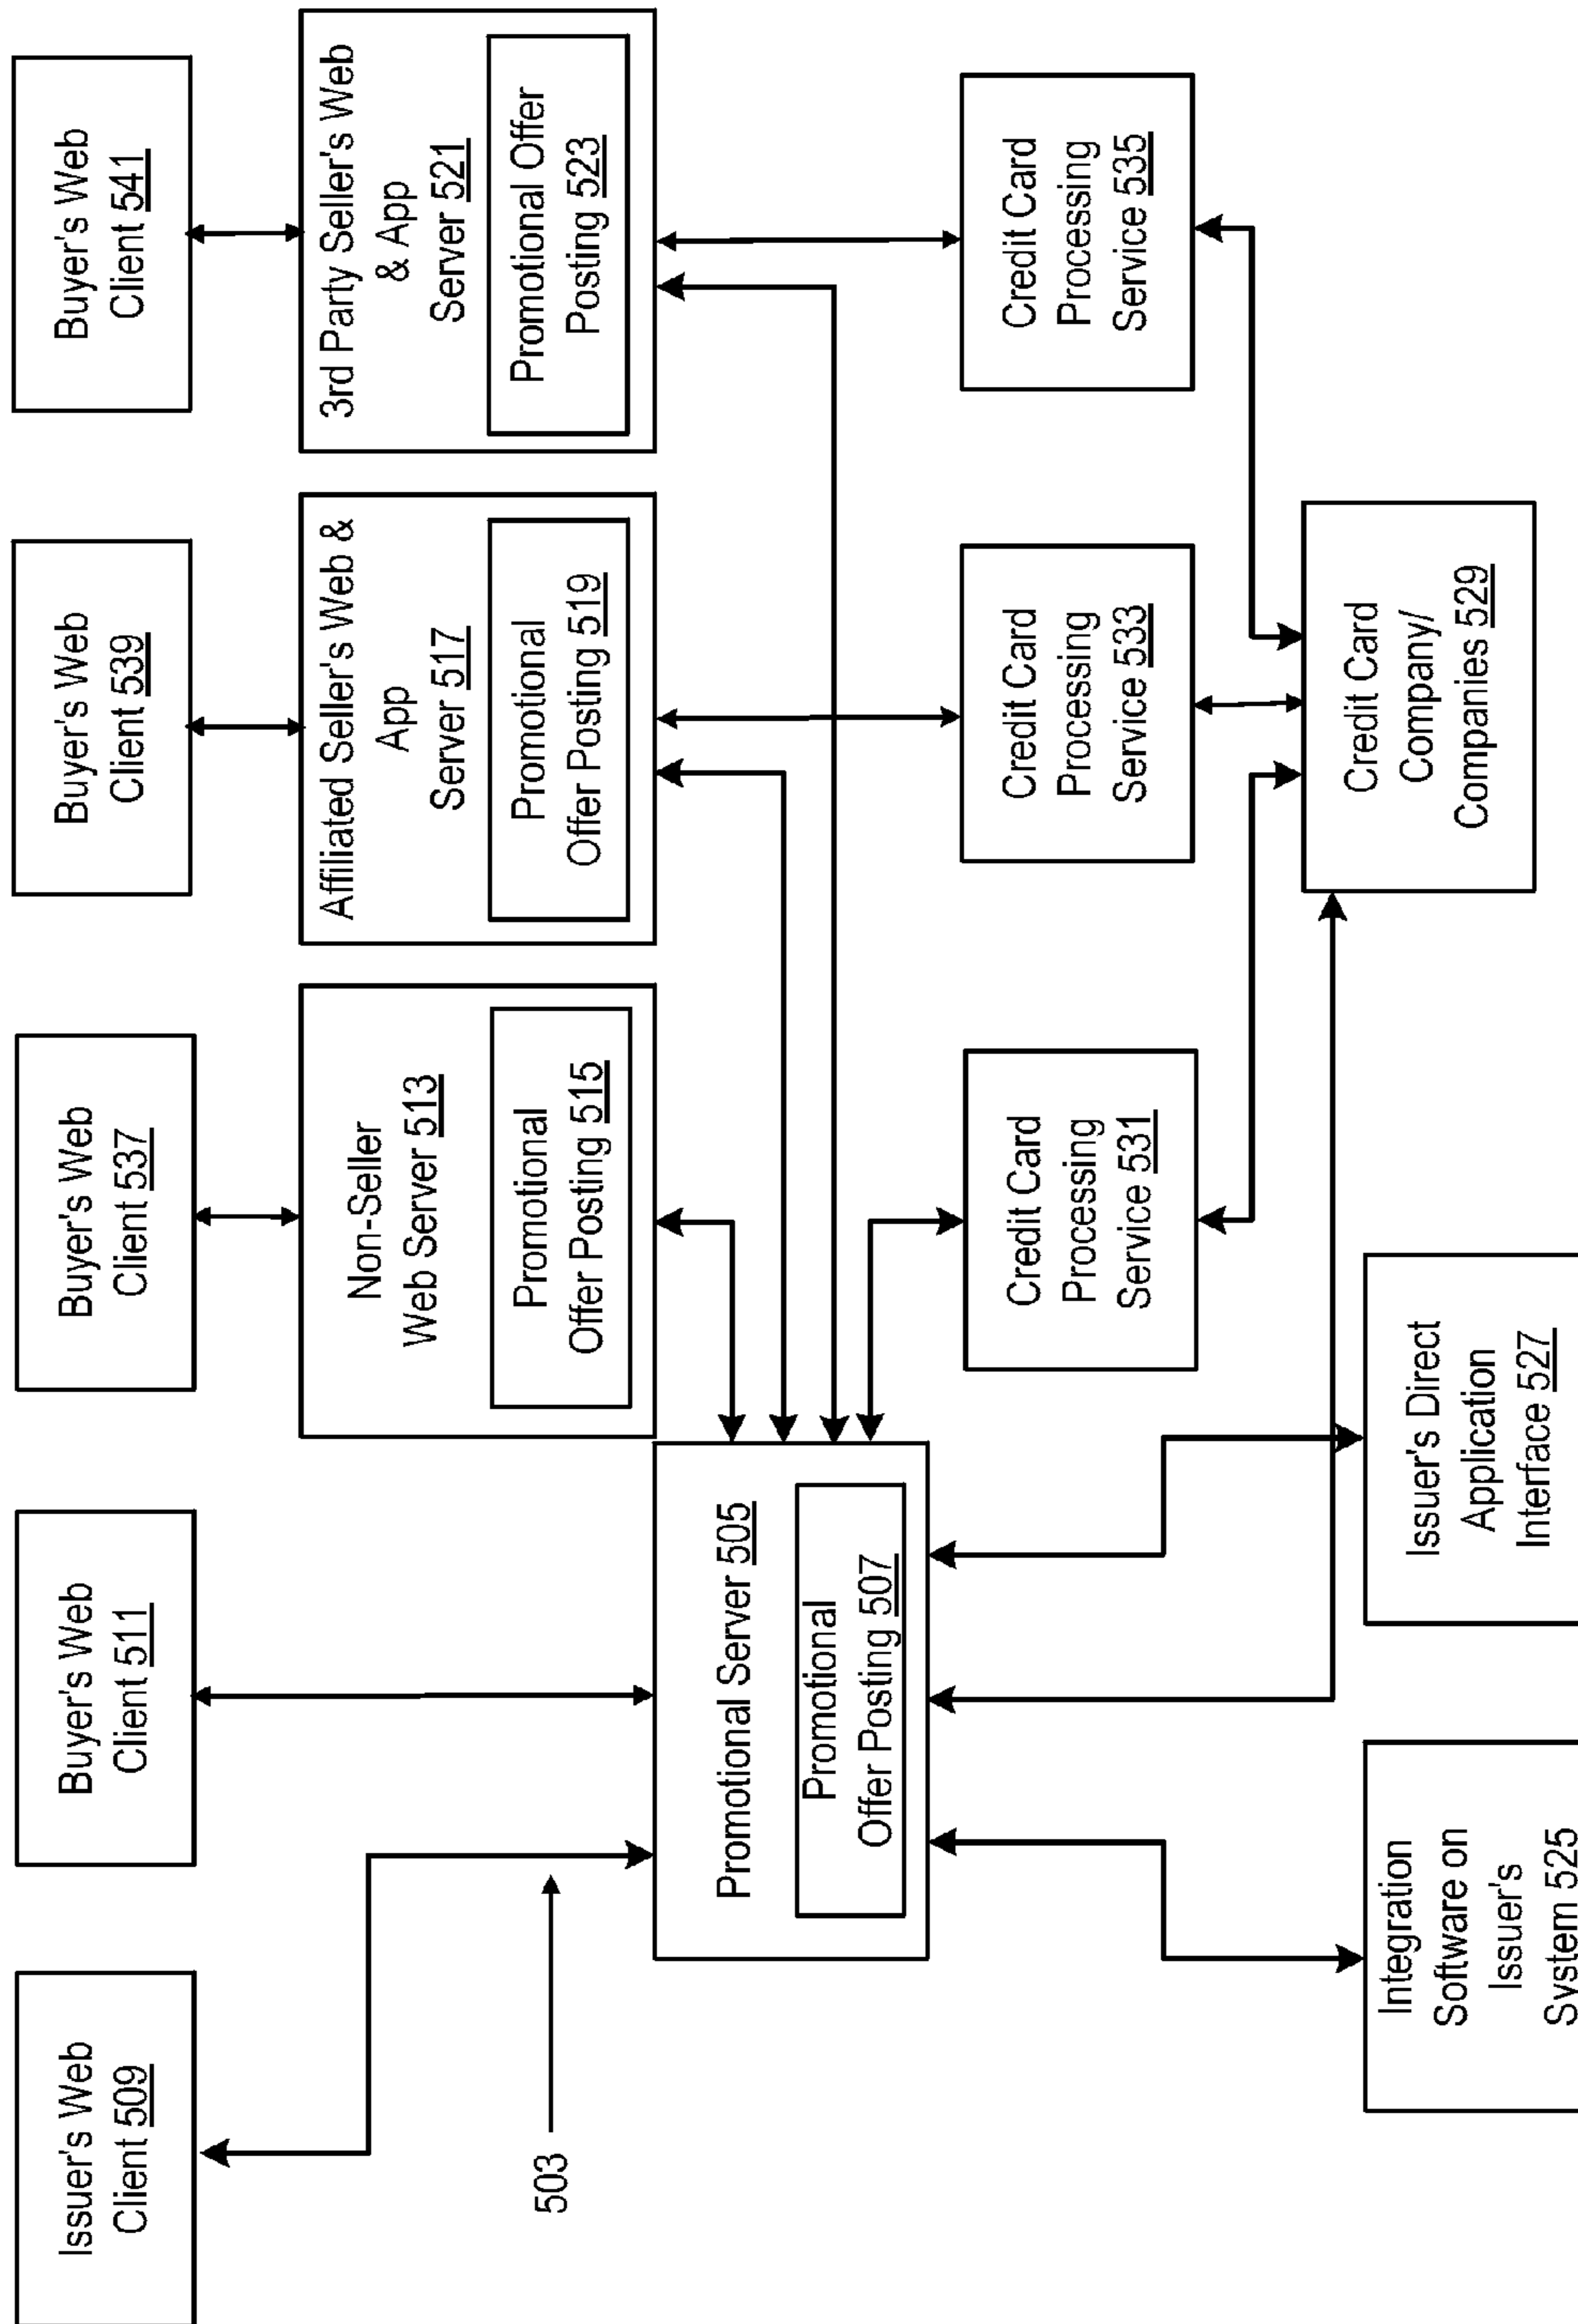 Issuer's Web
Client 509
Buyer's Web
Client 511
Buyer's Web
Client 537
Buyer's Web
Client 539
Buyer's Web
Client 541
503
Promotional Server 505
Promotional
Offer Posting 507
Non-Seller
Web Server 513
Promotional
Offer Posting 515
Affiliated Seller's Web &
App
Server 517
Promotional
Offer Posting 519
3rd Party Seller's Web
& App
Server 521
Promotional Offer
Posting 523
Credit Card
Processing
Service 531
Credit Card
Processing
Service 533
Credit Card
Processing
Service 535
Integration
Software on
Issuer's
System 525
Issuer's Direct
Application
Interface 527
Credit Card
Company/
Companies 529